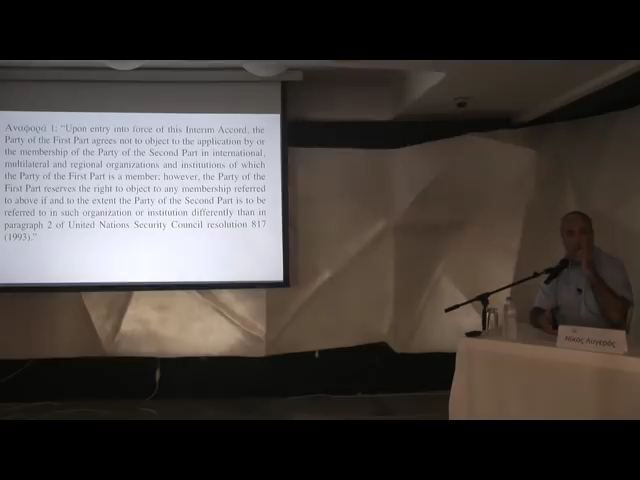 Αναφορά 1: “Upon entry into force of this Interim Accord, the
Party of the First Part agrees not to object to the application by or
the membership of the Party of the Second Part in international,
multilateral and regional organizations and institutions of which
the Party of the First Part is a member; however, the Party of the
First Part reserves the right to object to any membership referred
to above if and to the extent the Party of the Second Part is to be
referred to in such organization or institution differently than in
paragraph 2 of United Nations Security Council resolution 817
(1993).”
Νίκος Λυγερός